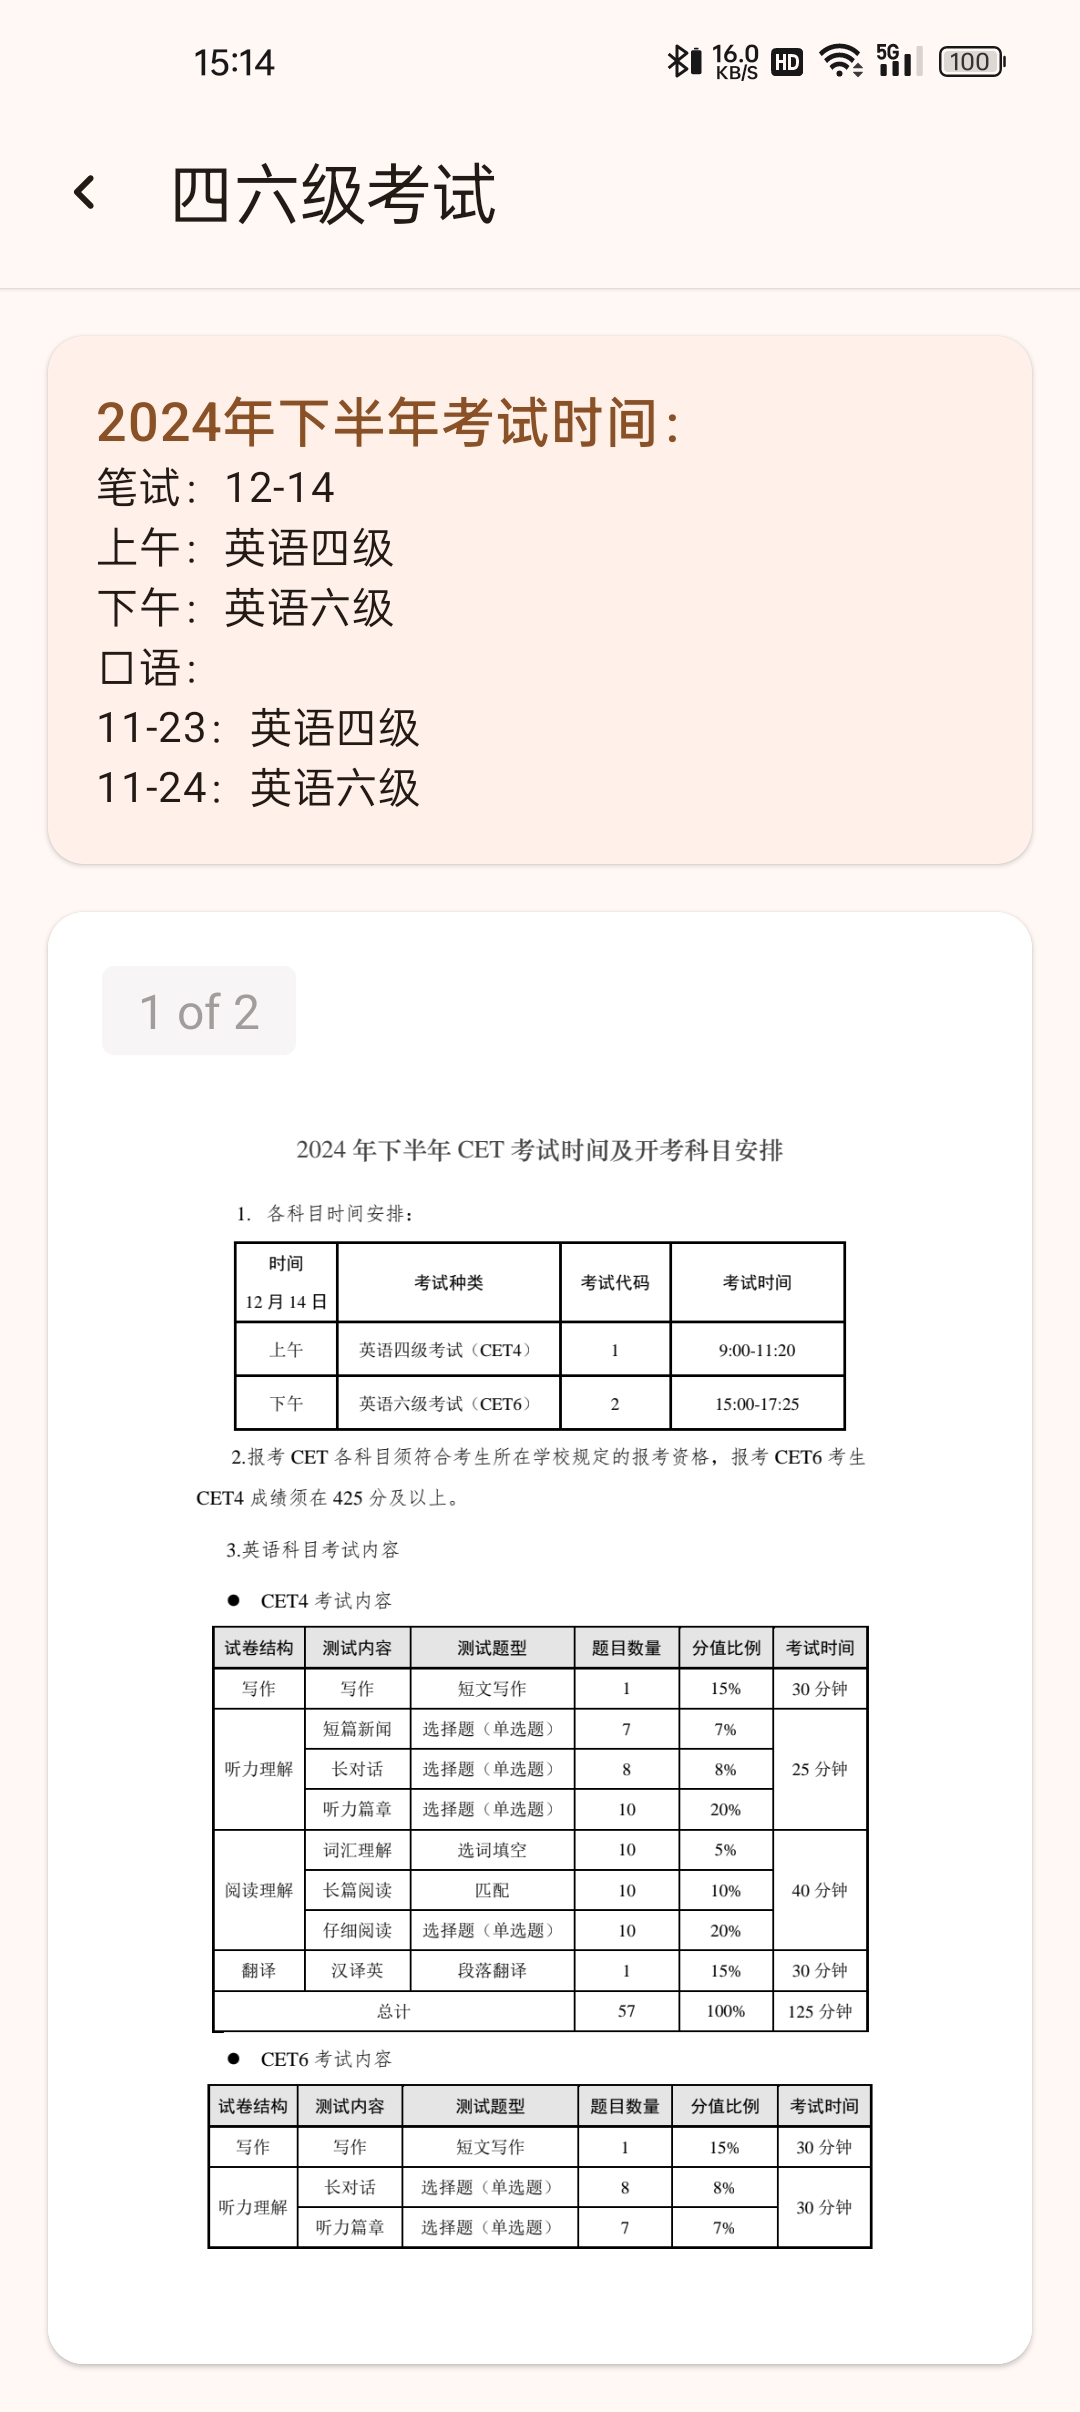 15:14 16.0 KB/S HD 5G 100
四六级考试
2024年下半年考试时间：
笔试：12-14
上午：英语四级
下午：英语六级
口语：
11-23：英语四级
11-24：英语六级
1 of 2
2024 年下半年 CET 考试时间及开考科目安排
1. 各科目时间安排：
时间 12 月 14 日 考试种类 考试代码 考试时间
上午 英语四级考试（CET4） 1 9:00-11:20
下午 英语六级考试（CET6） 2 15:00-17:25
2.报考 CET 各科目须符合考生所在学校规定的报考资格，报考 CET6 考生
CET4 成绩须在 425 分及以上。
3.英语科目考试内容
● CET4 考试内容
试卷结构 测试内容 测试题型 题目数量 分值比例 考试时间
写作 写作 短文写作 1 15% 30 分钟
短篇新闻 选择题（单选题） 7 7%
听力理解 长对话 选择题（单选题） 8 8% 25 分钟
听力篇章 选择题（单选题） 10 20%
词汇理解 选词填空 10 5%
阅读理解 长篇阅读 匹配 10 10% 40 分钟
仔细阅读 选择题（单选题） 10 20%
翻译 汉译英 段落翻译 1 15% 30 分钟
总计 57 100% 125 分钟
● CET6 考试内容
试卷结构 测试内容 测试题型 题目数量 分值比例 考试时间
写作 写作 短文写作 1 15% 30 分钟
听力理解 长对话 选择题（单选题） 8 8% 30 分钟
听力篇章 选择题（单选题） 7 7%